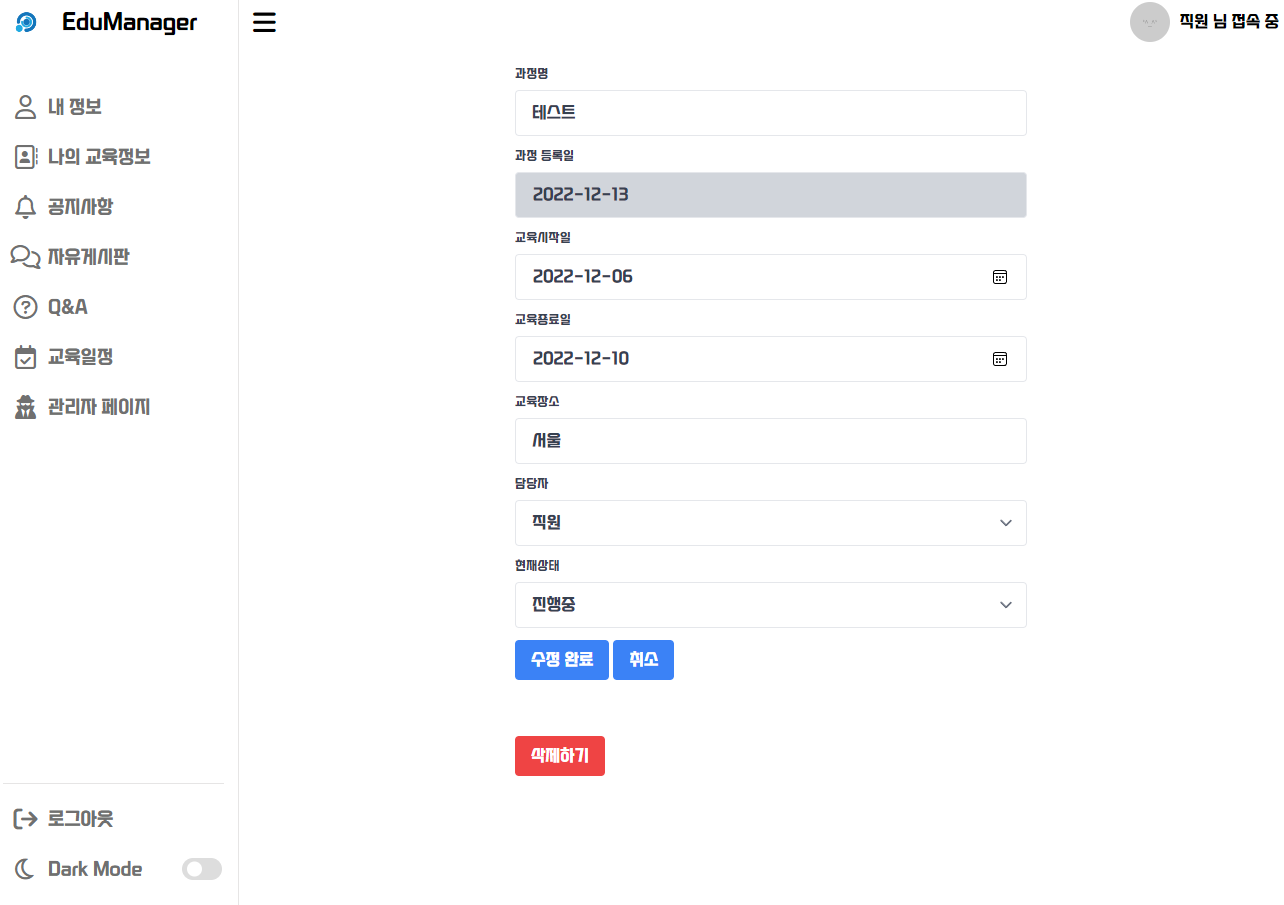 EduManager
직원 님 접속 중
내 정보
나의 교육정보
공지사항
자유게시판
Q&A
교육일정
관리자 페이지
로그아웃
Dark Mode
과정명
테스트
과정 등록일
2022-12-13
교육시작일
2022-12-06
교육종료일
2022-12-10
교육장소
서울
담당자
직원
현재상태
진행중
수정 완료 취소
삭제하기